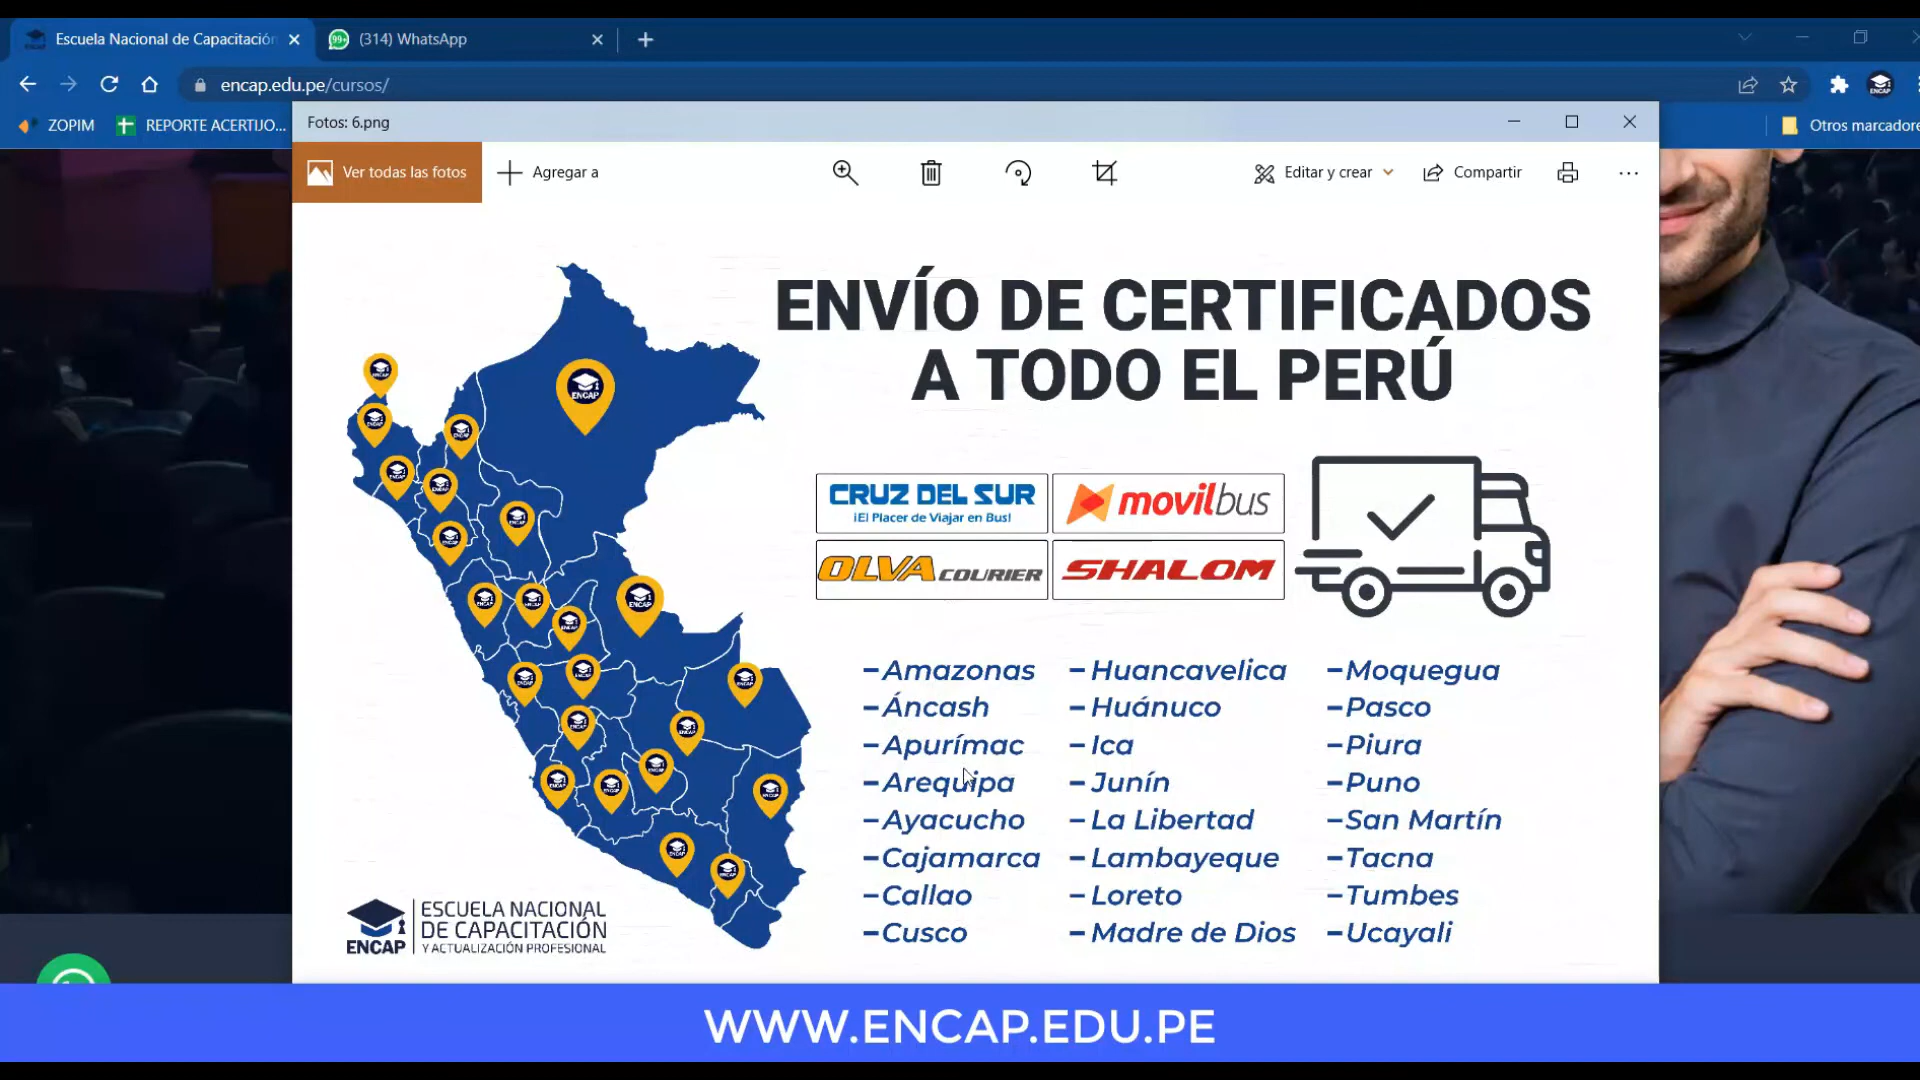 Escuela Nacional de Capacitación
(314) WhatsApp
encap.edu.pe/cursos/
ZOPIM
REPORTE ACERTIJO...
Otros marcadore
Fotos: 6.png
Ver todas las fotos
Agregar a
Editar y crear
Compartir
ENVÍO DE CERTIFICADOS
A TODO EL PERÚ
CRUZ DEL SUR
¡El Placer de Viajar en Bus!
movilbus
OLVA COURIER
SHALOM
– Amazonas
– Áncash
– Apurímac
– Arequipa
– Ayacucho
– Cajamarca
– Callao
– Cusco
– Huancavelica
– Huánuco
– Ica
– Junín
– La Libertad
– Lambayeque
– Loreto
– Madre de Dios
– Moquegua
– Pasco
– Piura
– Puno
– San Martín
– Tacna
– Tumbes
– Ucayali
ENCAP
ESCUELA NACIONAL
DE CAPACITACIÓN
Y ACTUALIZACIÓN PROFESIONAL
WWW.ENCAP.EDU.PE